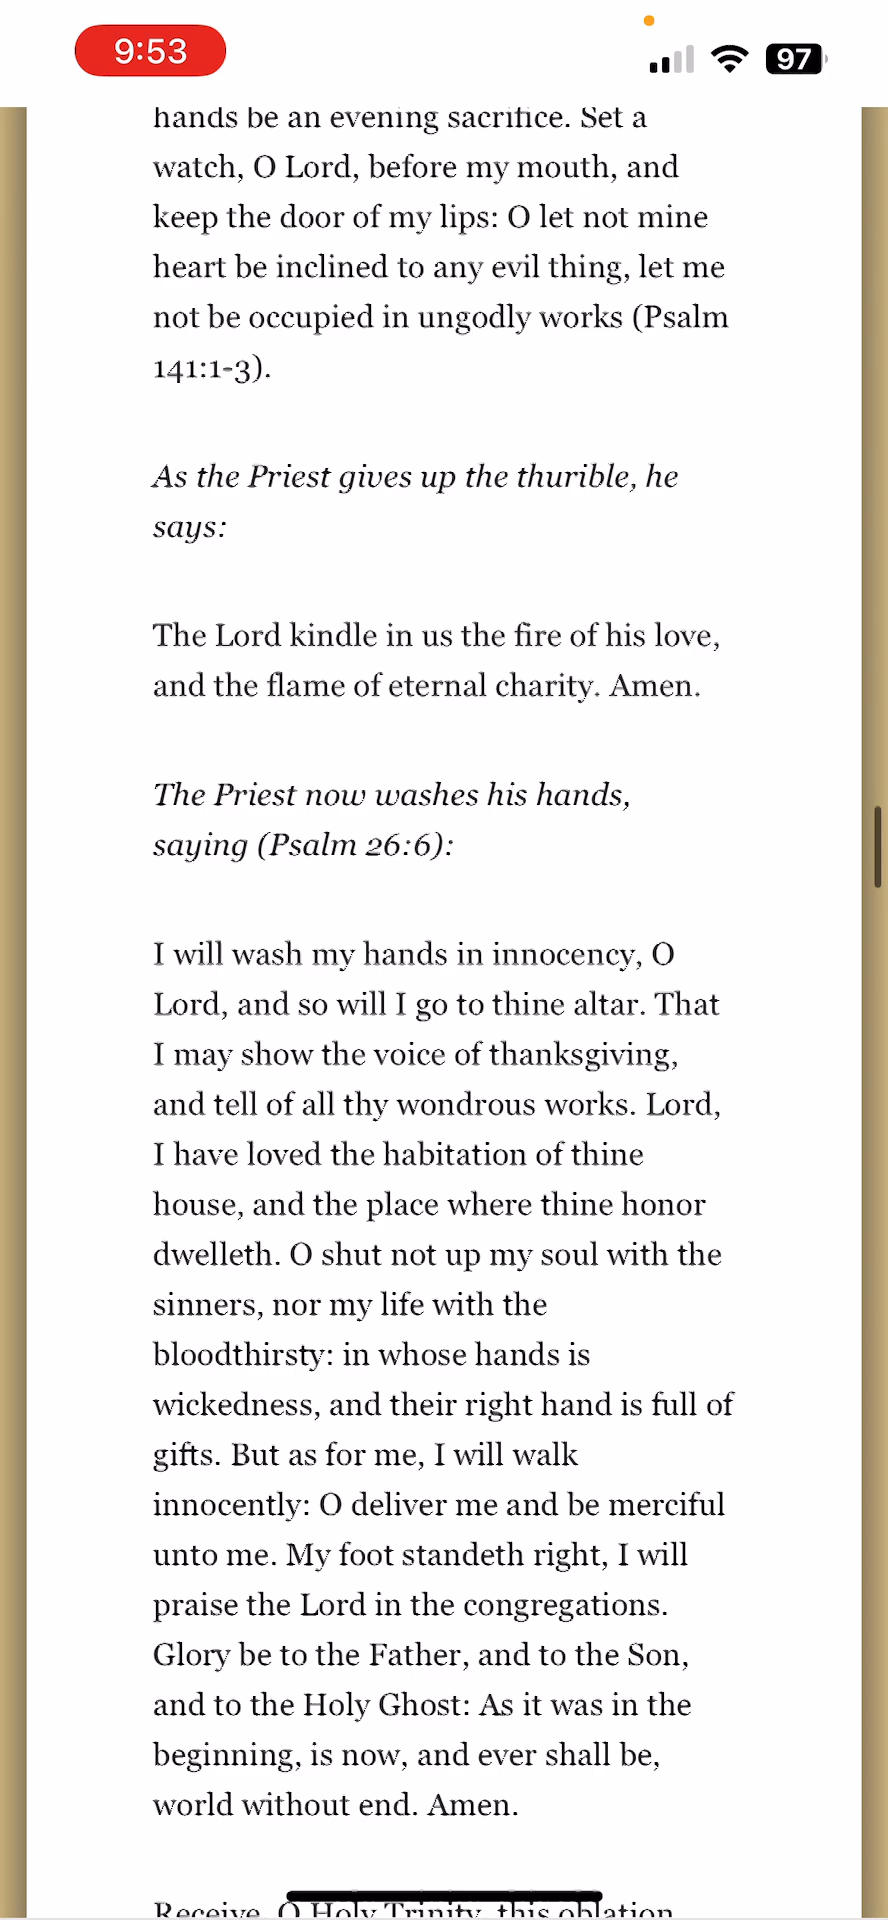 9:53
97
hands be an evening sacrifice. Set a
watch, O Lord, before my mouth, and
keep the door of my lips: O let not mine
heart be inclined to any evil thing, let me
not be occupied in ungodly works (Psalm
141:1-3).
As the Priest gives up the thurible, he
says:
The Lord kindle in us the fire of his love,
and the flame of eternal charity. Amen.
The Priest now washes his hands,
saying (Psalm 26:6):
I will wash my hands in innocency, O
Lord, and so will I go to thine altar. That
I may show the voice of thanksgiving,
and tell of all thy wondrous works. Lord,
I have loved the habitation of thine
house, and the place where thine honor
dwelleth. O shut not up my soul with the
sinners, nor my life with the
bloodthirsty: in whose hands is
wickedness, and their right hand is full of
gifts. But as for me, I will walk
innocently: O deliver me and be merciful
unto me. My foot standeth right, I will
praise the Lord in the congregations.
Glory be to the Father, and to the Son,
and to the Holy Ghost: As it was in the
beginning, is now, and ever shall be,
world without end. Amen.
Receive, O Holy Trinity, this oblation